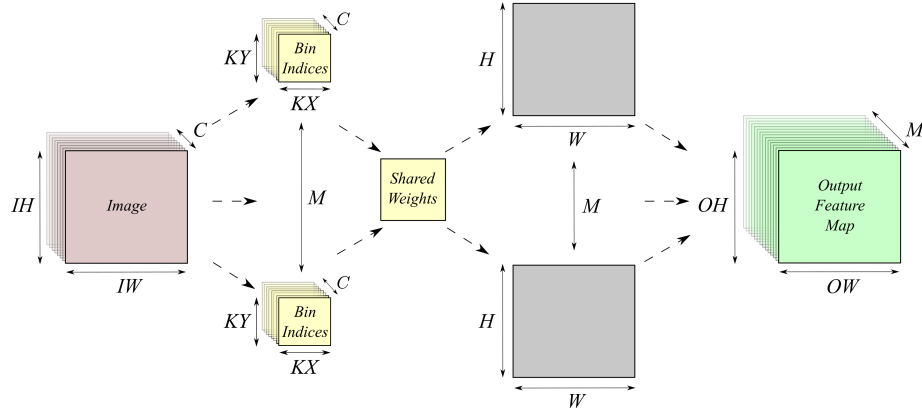 C
KY
Bin
Indices
KX
H
W
C
IH
Image
IW
M
Shared
Weights
M
M
OH
Output
Feature
Map
OW
C
KY
Bin
Indices
KX
H
W